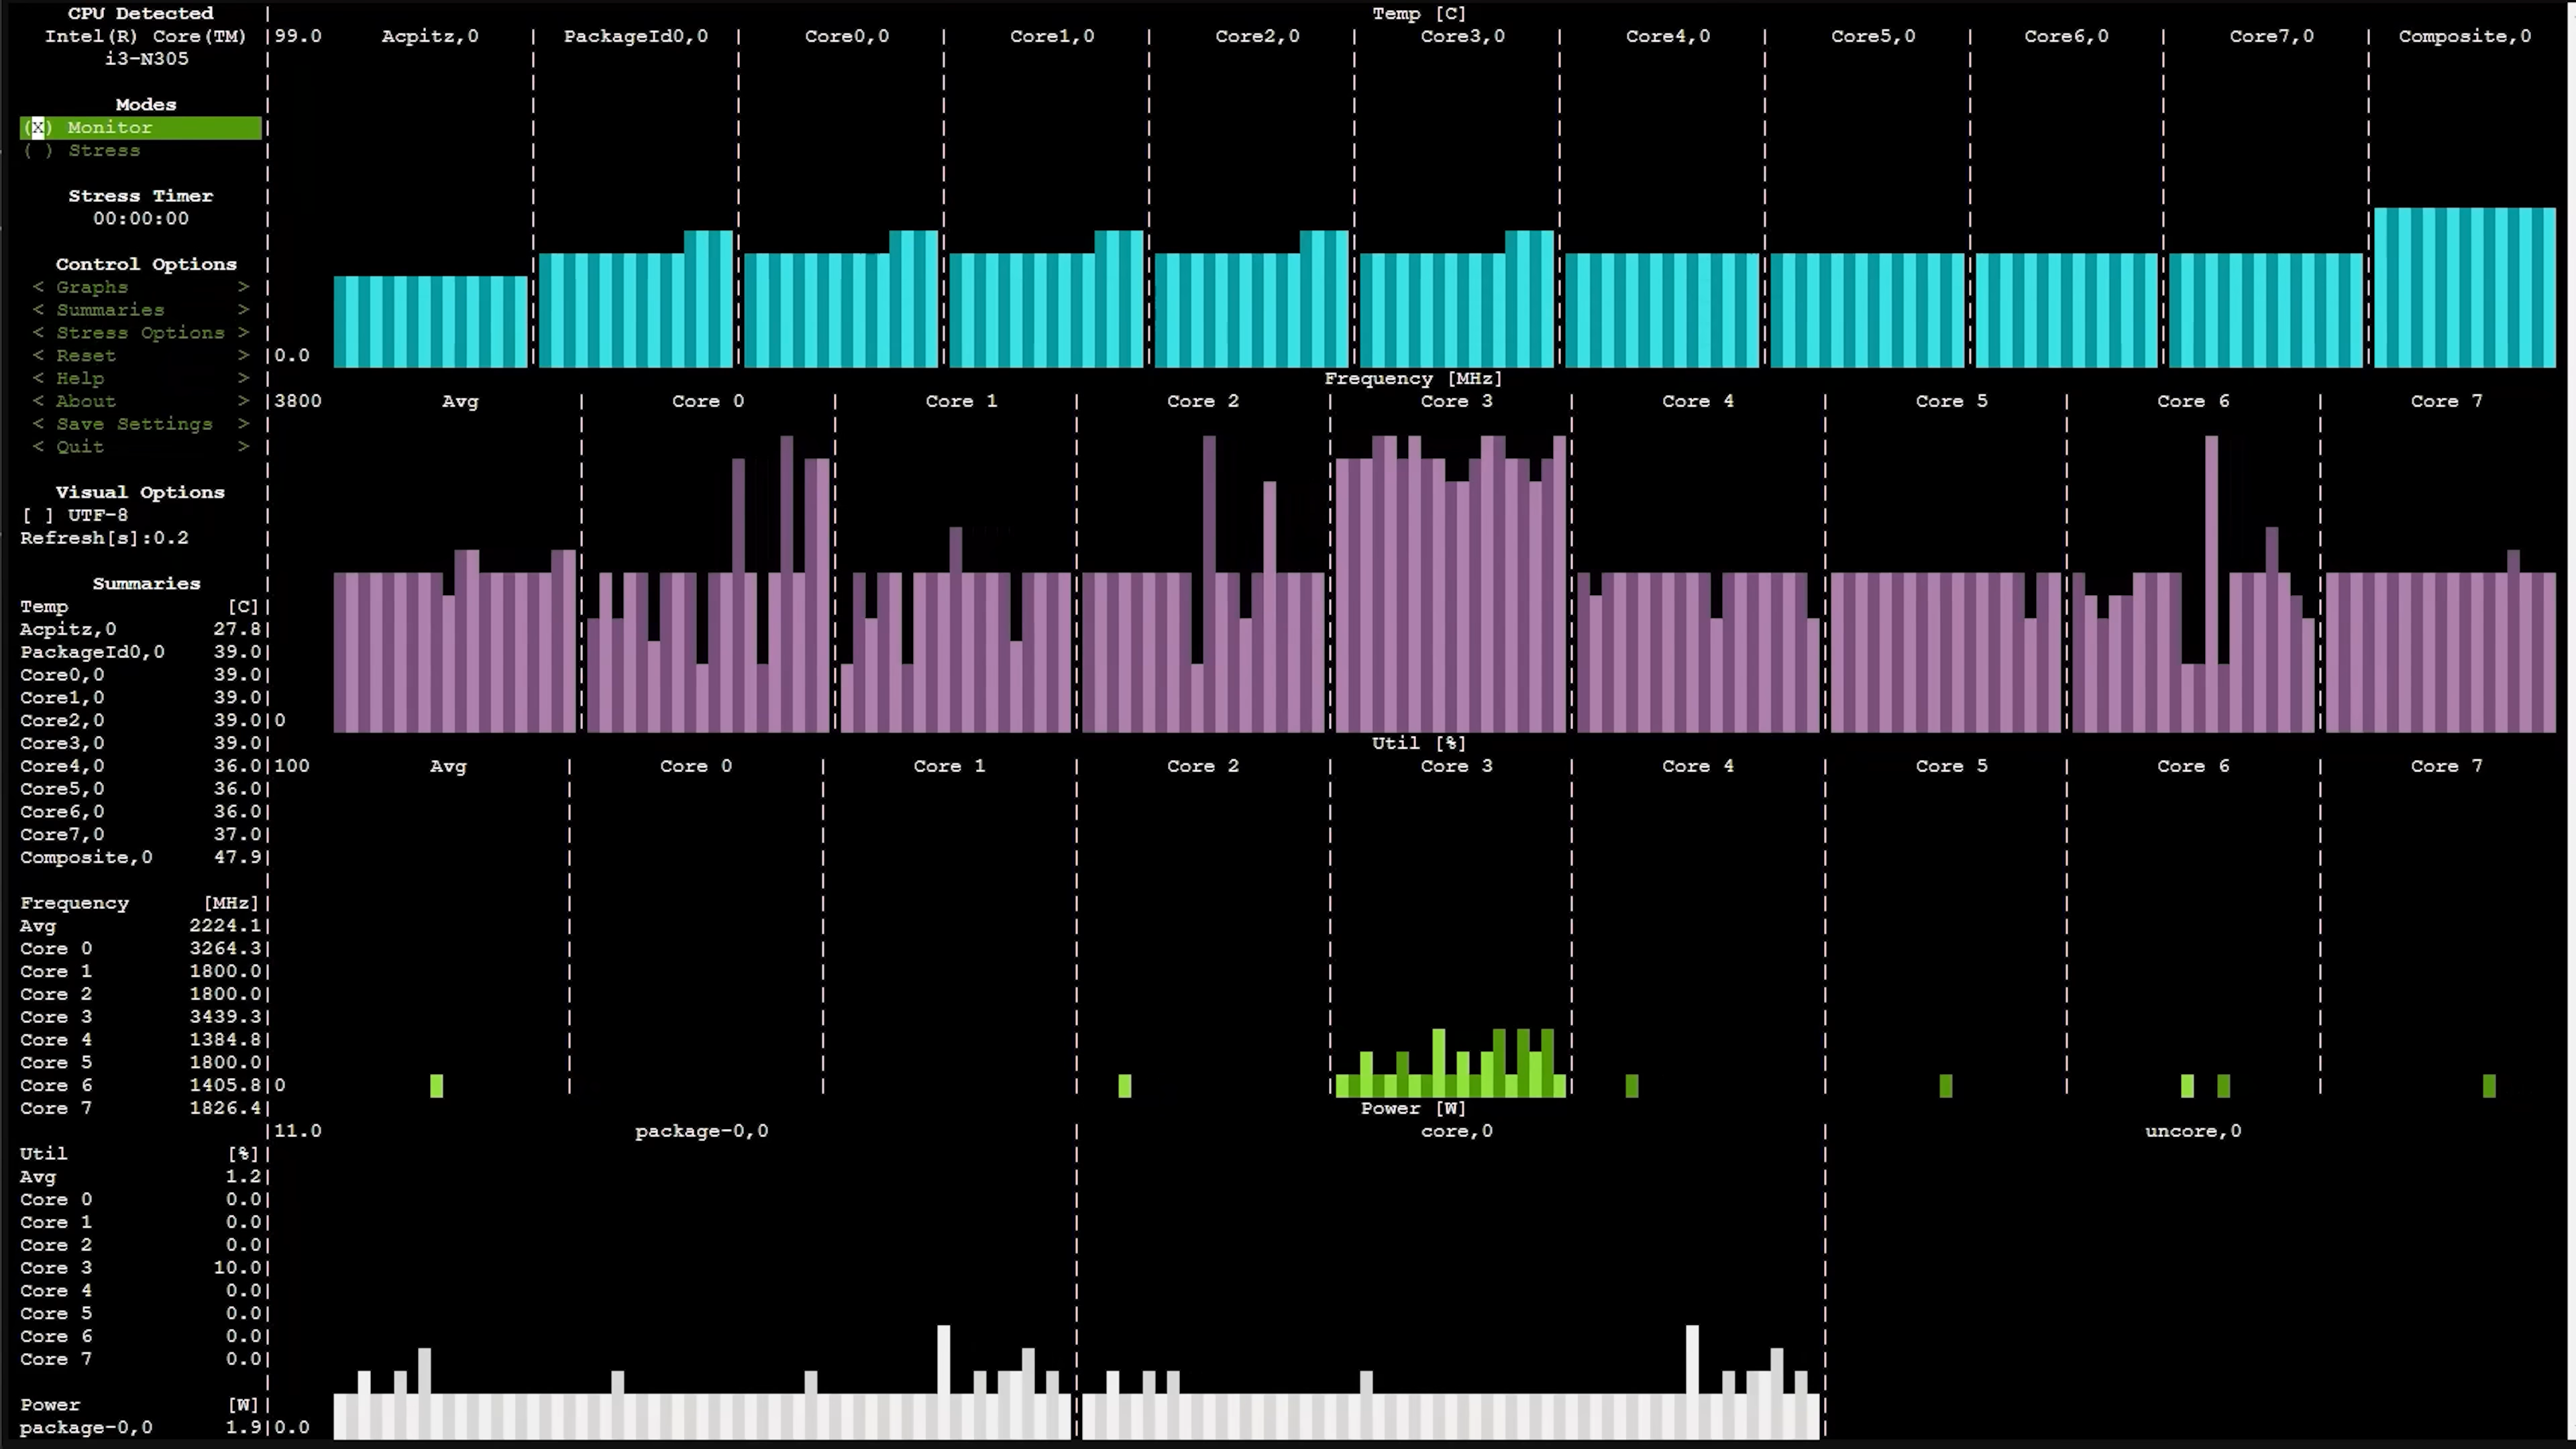 CPU Detected
Intel(R) Core(TM)
i3-N305
Modes
(X) Monitor
( ) Stress
Stress Timer
00:00:00
Control Options
< Graphs >
< Summaries >
< Stress Options >
< Reset >
< Help >
< About >
< Save Settings >
< Quit >
Visual Options
[ ] UTF-8
Refresh[s]:0.2
Summaries
Temp [C]
Acpitz,0 27.8
PackageId0,0 39.0
Core0,0 39.0
Core1,0 39.0
Core2,0 39.0
Core3,0 39.0
Core4,0 36.0
Core5,0 36.0
Core6,0 36.0
Core7,0 37.0
Composite,0 47.9
Frequency [MHz]
Avg 2224.1
Core 0 3264.3
Core 1 1800.0
Core 2 1800.0
Core 3 3439.3
Core 4 1384.8
Core 5 1800.0
Core 6 1405.8
Core 7 1826.4
Util [%]
Avg 1.2
Core 0 0.0
Core 1 0.0
Core 2 0.0
Core 3 10.0
Core 4 0.0
Core 5 0.0
Core 6 0.0
Core 7 0.0
Power [W]
package-0,0 1.9
Temp [C]
99.0 Acpitz,0 PackageId0,0 Core0,0 Core1,0 Core2,0 Core3,0 Core4,0 Core5,0 Core6,0 Core7,0 Composite,0
0.0
Frequency [MHz]
3800 Avg Core 0 Core 1 Core 2 Core 3 Core 4 Core 5 Core 6 Core 7
0
Util [%]
100 Avg Core 0 Core 1 Core 2 Core 3 Core 4 Core 5 Core 6 Core 7
0
Power [W]
11.0 package-0,0 core,0 uncore,0
0.0